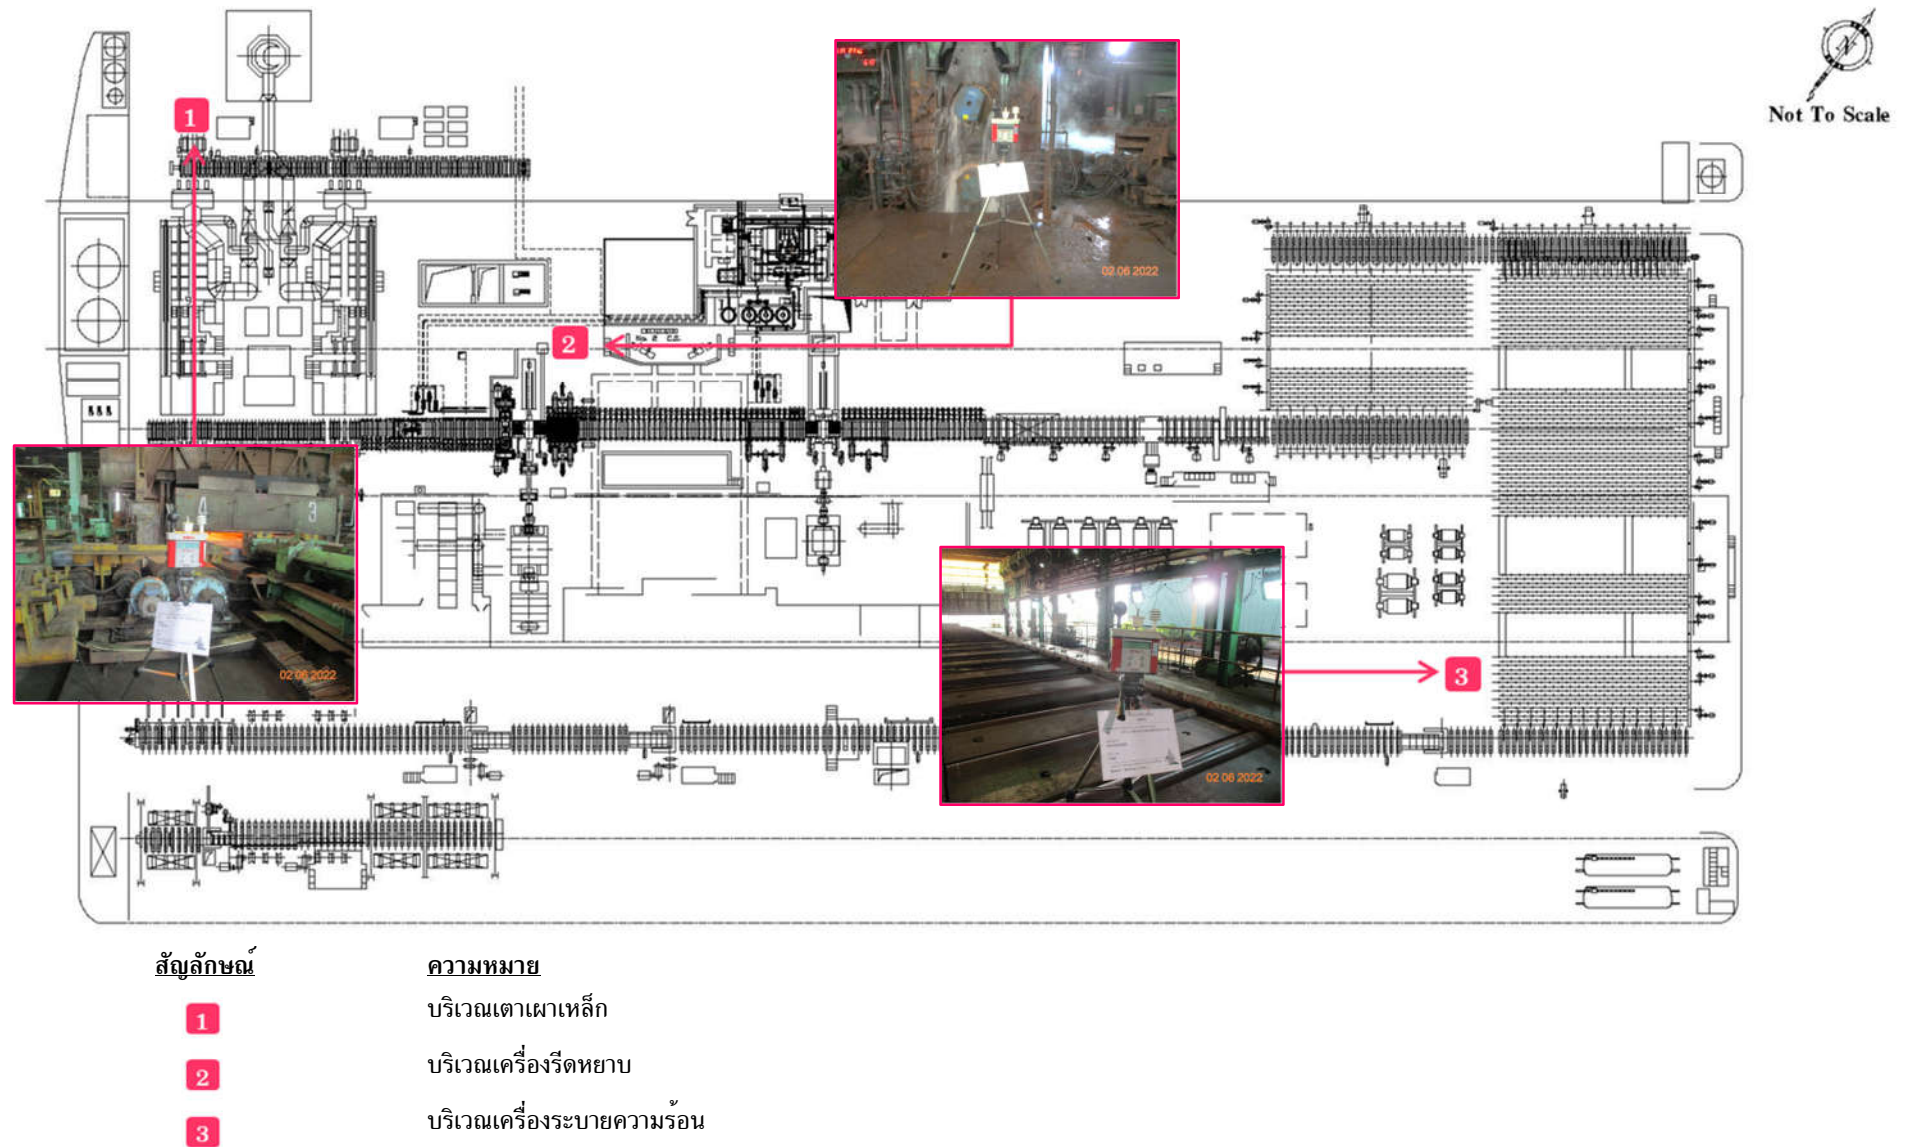 N
Not To Scale
1
02.06 2022
2
No. 2 C.S.
4
3
02.06 2022
3
02 06 2022
สัญลักษณ์ ความหมาย
1 บริเวณเตาเผาเหล็ก
2 บริเวณเครื่องรีดหยาบ
3 บริเวณเครื่องระบายความร้อน